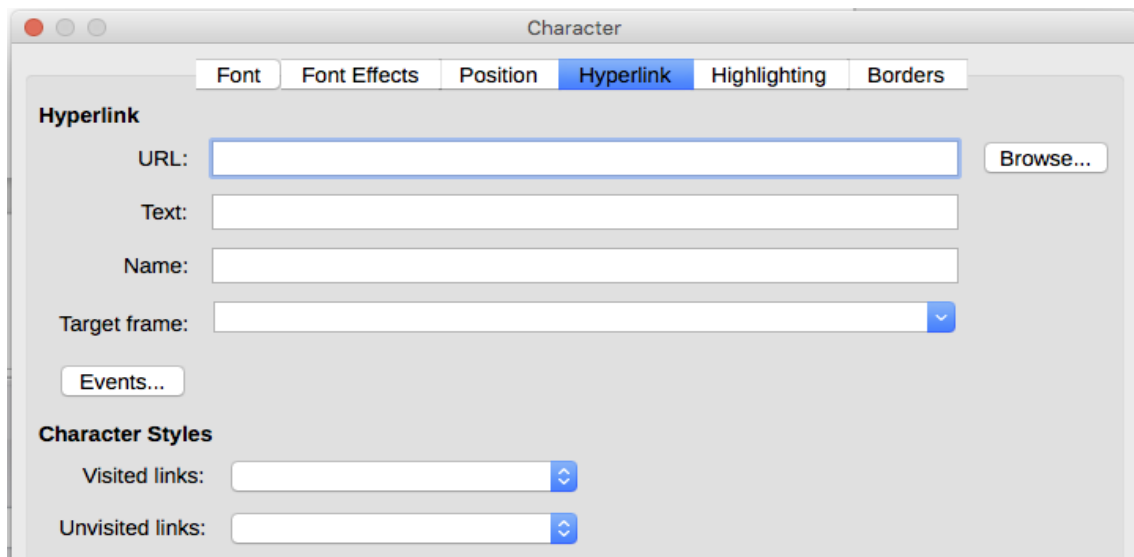 Character
Font Font Effects Position Hyperlink Highlighting Borders
Hyperlink
URL: Browse...
Text:
Name:
Target frame:
Events...
Character Styles
Visited links:
Unvisited links: